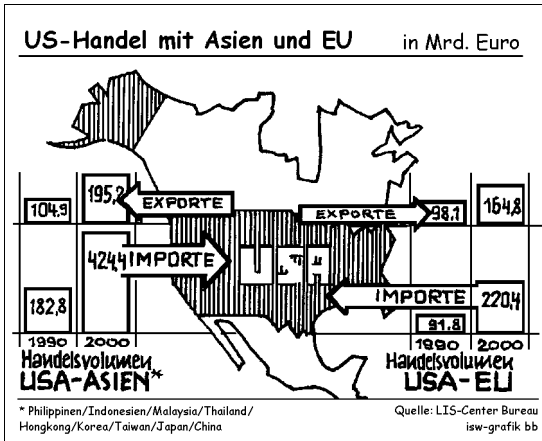 US-Handel mit Asien und EU in Mrd. Euro
104,9
195,2
EXPORTE
EXPORTE
98.1
164,8
182,8
424,4
IMPORTE
IMPORTE
91.8
220,4
1990 2000
1990 2000
Handelsvolumen
USA-ASIEN*
Handelsvolumen
USA-EU
* Philippinen/Indonesien/Malaysia/Thailand/
Hongkong/Korea/Taiwan/Japan/China
Quelle: LIS-Center Bureau
isw-grafik bb